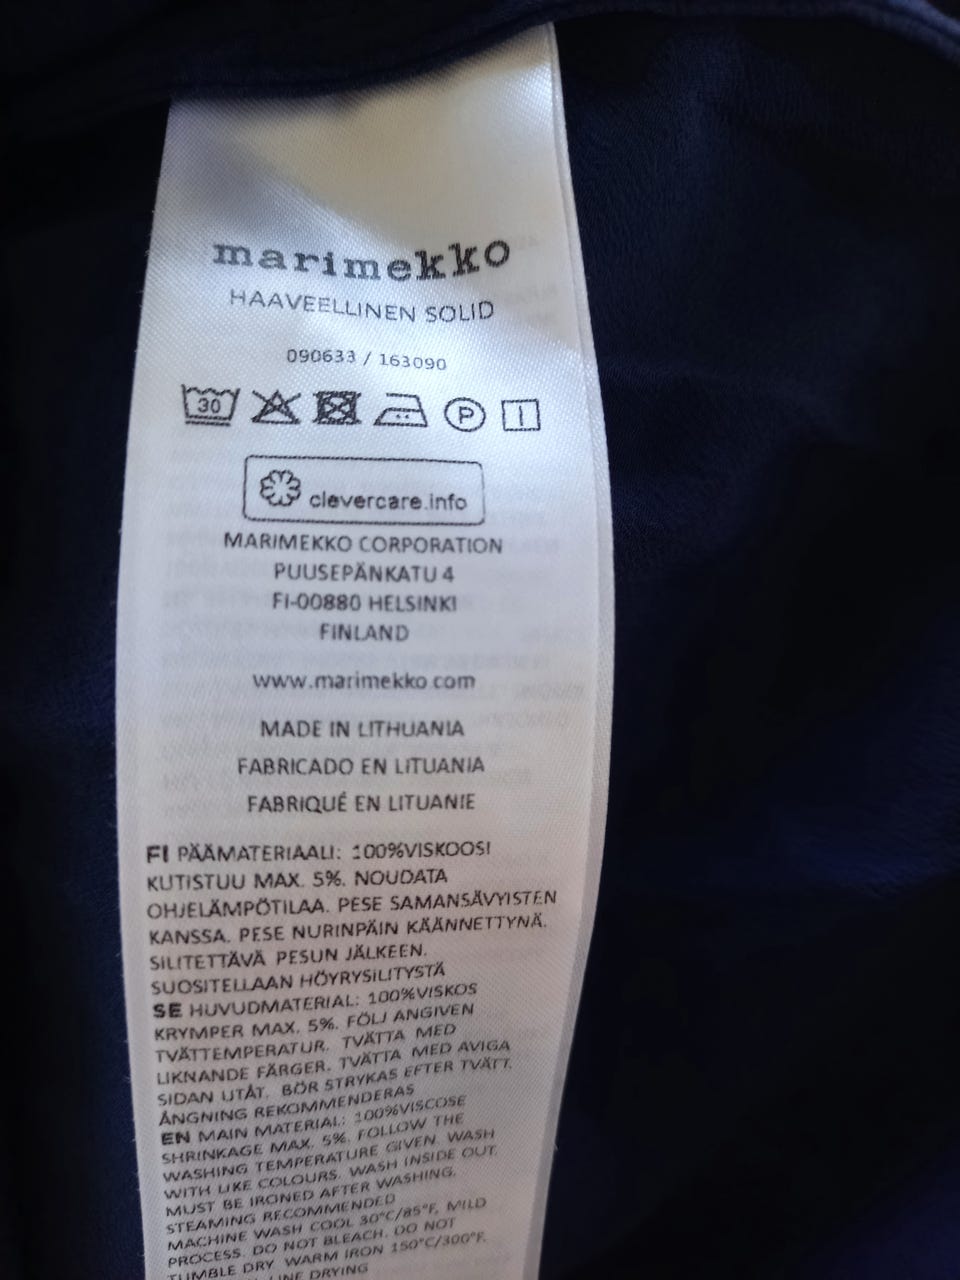 marimekko
HAAVEELLINEN SOLID
090633 / 163090
30
P
clevercare.info
MARIMEKKO CORPORATION
PUUSEPÄNKATU 4
FI-00880 HELSINKI
FINLAND
www.marimekko.com
MADE IN LITHUANIA
FABRICADO EN LITUANIA
FABRIQUÉ EN LITUANIE
FI PÄÄMATERIAALI: 100%VISKOOSI
KUTISTUU MAX. 5%. NOUDATA
OHJELÄMPÖTILAA. PESE SAMANSÄVYISTEN
KANSSA. PESE NURINPÄIN KÄÄNNETTYNÄ.
SILITETTÄVÄ PESUN JÄLKEEN.
SUOSITELLAAN HÖYRYSILITYSTÄ
SE HUVUDMATERIAL: 100%VISKOS
KRYMPER MAX. 5%. FÖLJ ANGIVEN
TVÄTTEMPERATUR. TVÄTTA MED
LIKNANDE FÄRGER. TVÄTTA MED AVIGA
SIDAN UTÅT. BÖR STRYKAS EFTER TVÄTT.
ÅNGNING REKOMMENDERAS
EN MAIN MATERIAL: 100%VISCOSE
SHRINKAGE MAX. 5%. FOLLOW THE
WASHING TEMPERATURE GIVEN. WASH
WITH LIKE COLOURS. WASH INSIDE OUT.
MUST BE IRONED AFTER WASHING.
STEAMING RECOMMENDED
MACHINE WASH COOL 30°C/85°F, MILD
PROCESS. DO NOT BLEACH. DO NOT
TUMBLE DRY. WARM IRON 150°C/300°F.
LINE DRYING